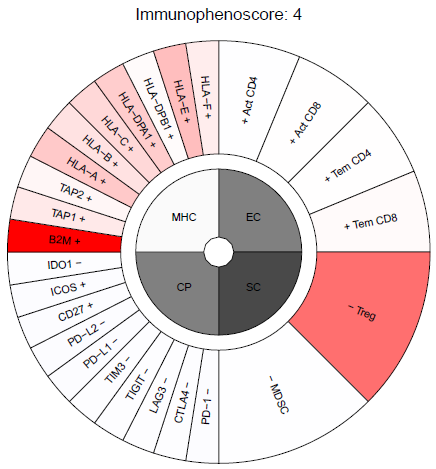 Immunophenoscore: 4
+ Act CD4
+ Act CD8
+ Tem CD4
+ Tem CD8
− Treg
− MDSC
PD−1 −
CTLA4 −
LAG3 −
TIGIT −
TIM3 −
PD−L1 −
PD−L2 −
CD27 +
ICOS +
IDO1 −
B2M +
TAP1 +
TAP2 +
HLA−A +
HLA−B +
HLA−C +
HLA−DPA1 +
HLA−DPB1 +
HLA−E +
HLA−F +
MHC
EC
CP
SC